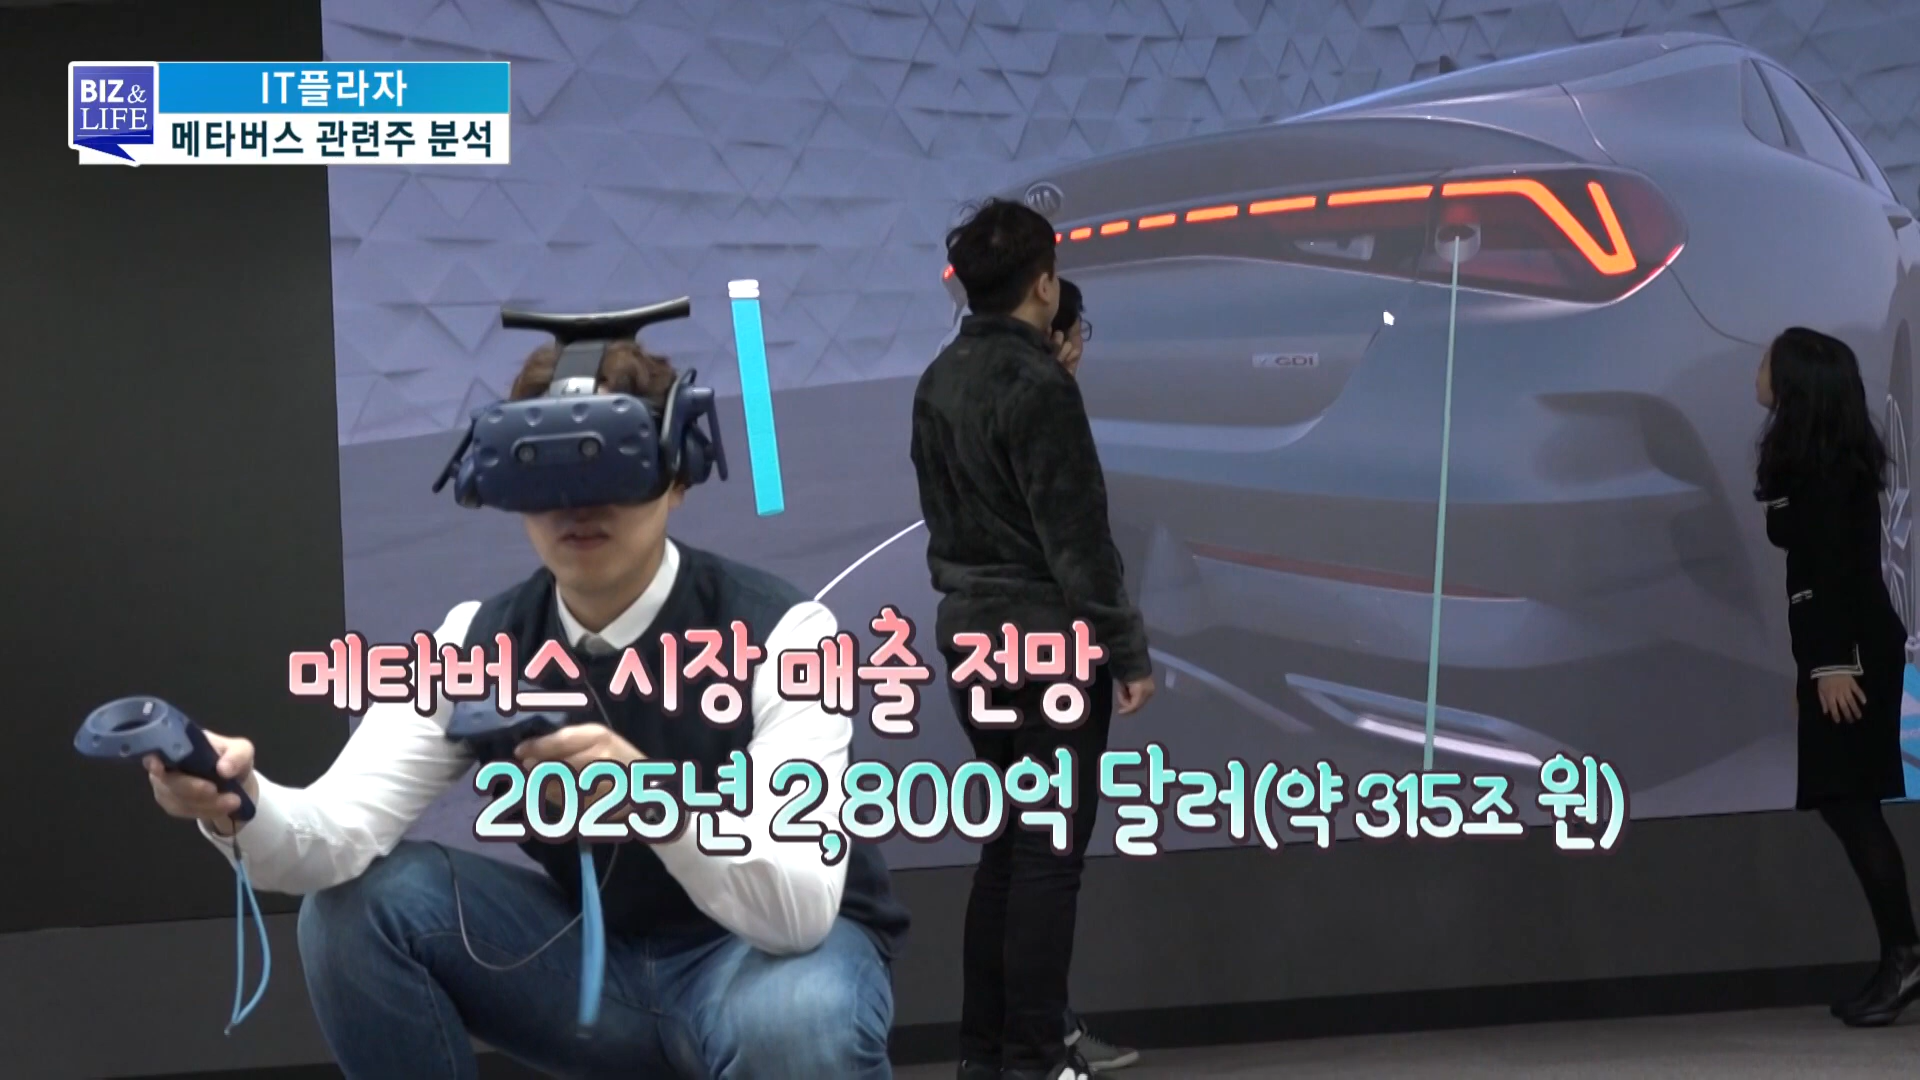 BIZ&
LIFE
IT플라자
메타버스 관련주 분석
KIA
GDI
메타버스 시장 매출 전망
2025년 2,800억 달러(약 315조 원)